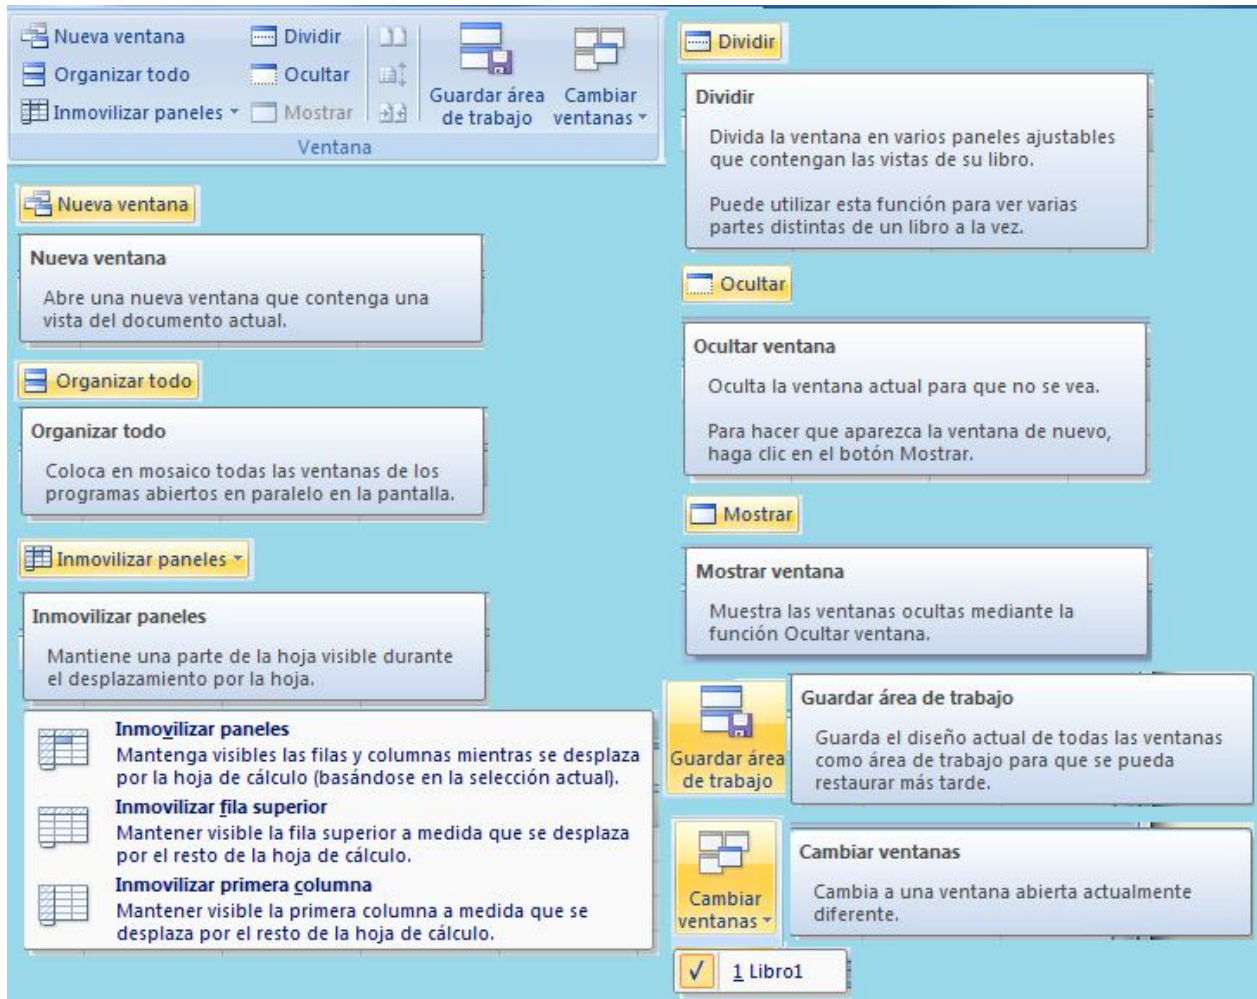 Nueva ventana
Dividir
Organizar todo
Ocultar
Inmovilizar paneles
Mostrar
Guardar área
de trabajo
Cambiar
ventanas
Ventana
Nueva ventana
Nueva ventana
Abre una nueva ventana que contenga una
vista del documento actual.
Organizar todo
Organizar todo
Coloca en mosaico todas las ventanas de los
programas abiertos en paralelo en la pantalla.
Inmovilizar paneles
Inmovilizar paneles
Mantiene una parte de la hoja visible durante
el desplazamiento por la hoja.
Inmovilizar paneles
Mantenga visibles las filas y columnas mientras se desplaza
por la hoja de cálculo (basándose en la selección actual).
Inmovilizar fila superior
Mantener visible la fila superior a medida que se desplaza
por el resto de la hoja de cálculo.
Inmovilizar primera columna
Mantener visible la primera columna a medida que se
desplaza por el resto de la hoja de cálculo.
Dividir
Dividir
Divida la ventana en varios paneles ajustables
que contengan las vistas de su libro.
Puede utilizar esta función para ver varias
partes distintas de un libro a la vez.
Ocultar
Ocultar ventana
Oculta la ventana actual para que no se vea.
Para hacer que aparezca la ventana de nuevo,
haga clic en el botón Mostrar.
Mostrar
Mostrar ventana
Muestra las ventanas ocultas mediante la
función Ocultar ventana.
Guardar área
de trabajo
Guardar área de trabajo
Guarda el diseño actual de todas las ventanas
como área de trabajo para que se pueda
restaurar más tarde.
Cambiar
ventanas
Cambiar ventanas
Cambia a una ventana abierta actualmente
diferente.
1 Libro1